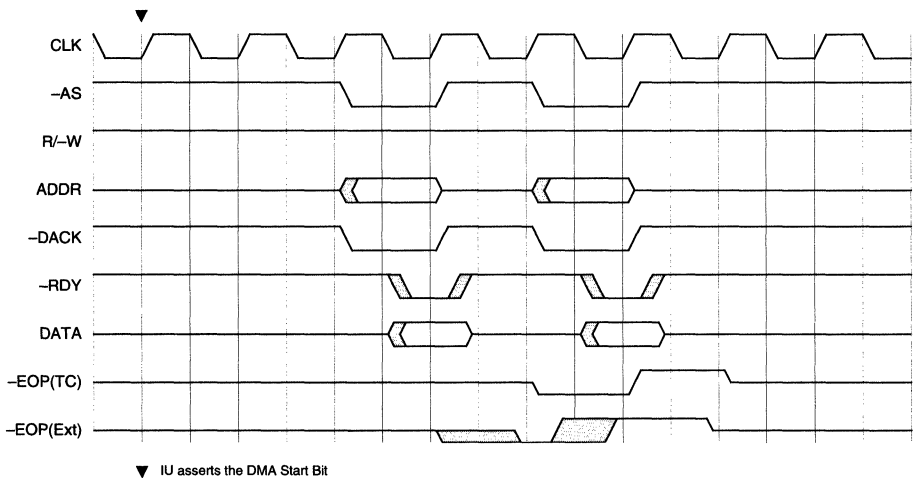 CLK
–AS
R/–W
ADDR
–DACK
–RDY
DATA
–EOP(TC)
–EOP(Ext)
▼ IU asserts the DMA Start Bit